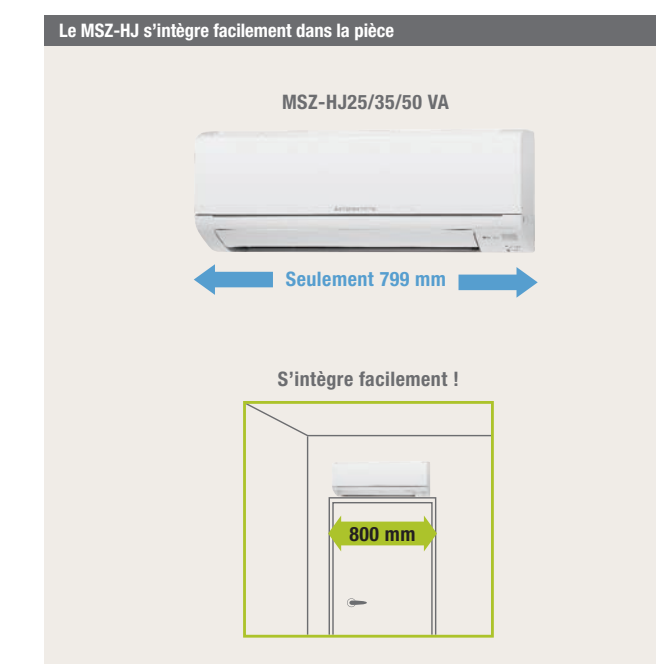 Le MSZ-HJ s’intègre facilement dans la pièce
MSZ-HJ25/35/50 VA
Seulement 799 mm
S’intègre facilement !
800 mm